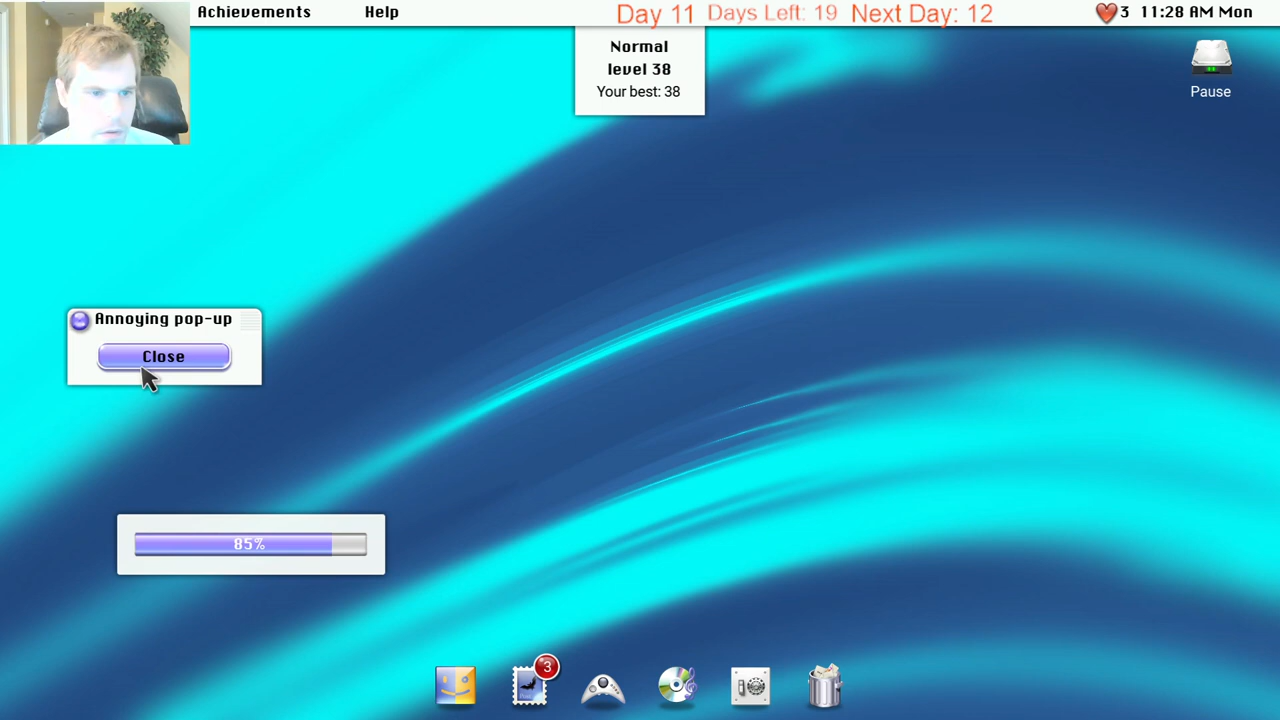 Achievements Help Day 11 Days Left: 19 Next Day: 12 3 11:28 AM Mon
Normal
level 38
Your best: 38
Pause
Annoying pop-up
Close
85%
3